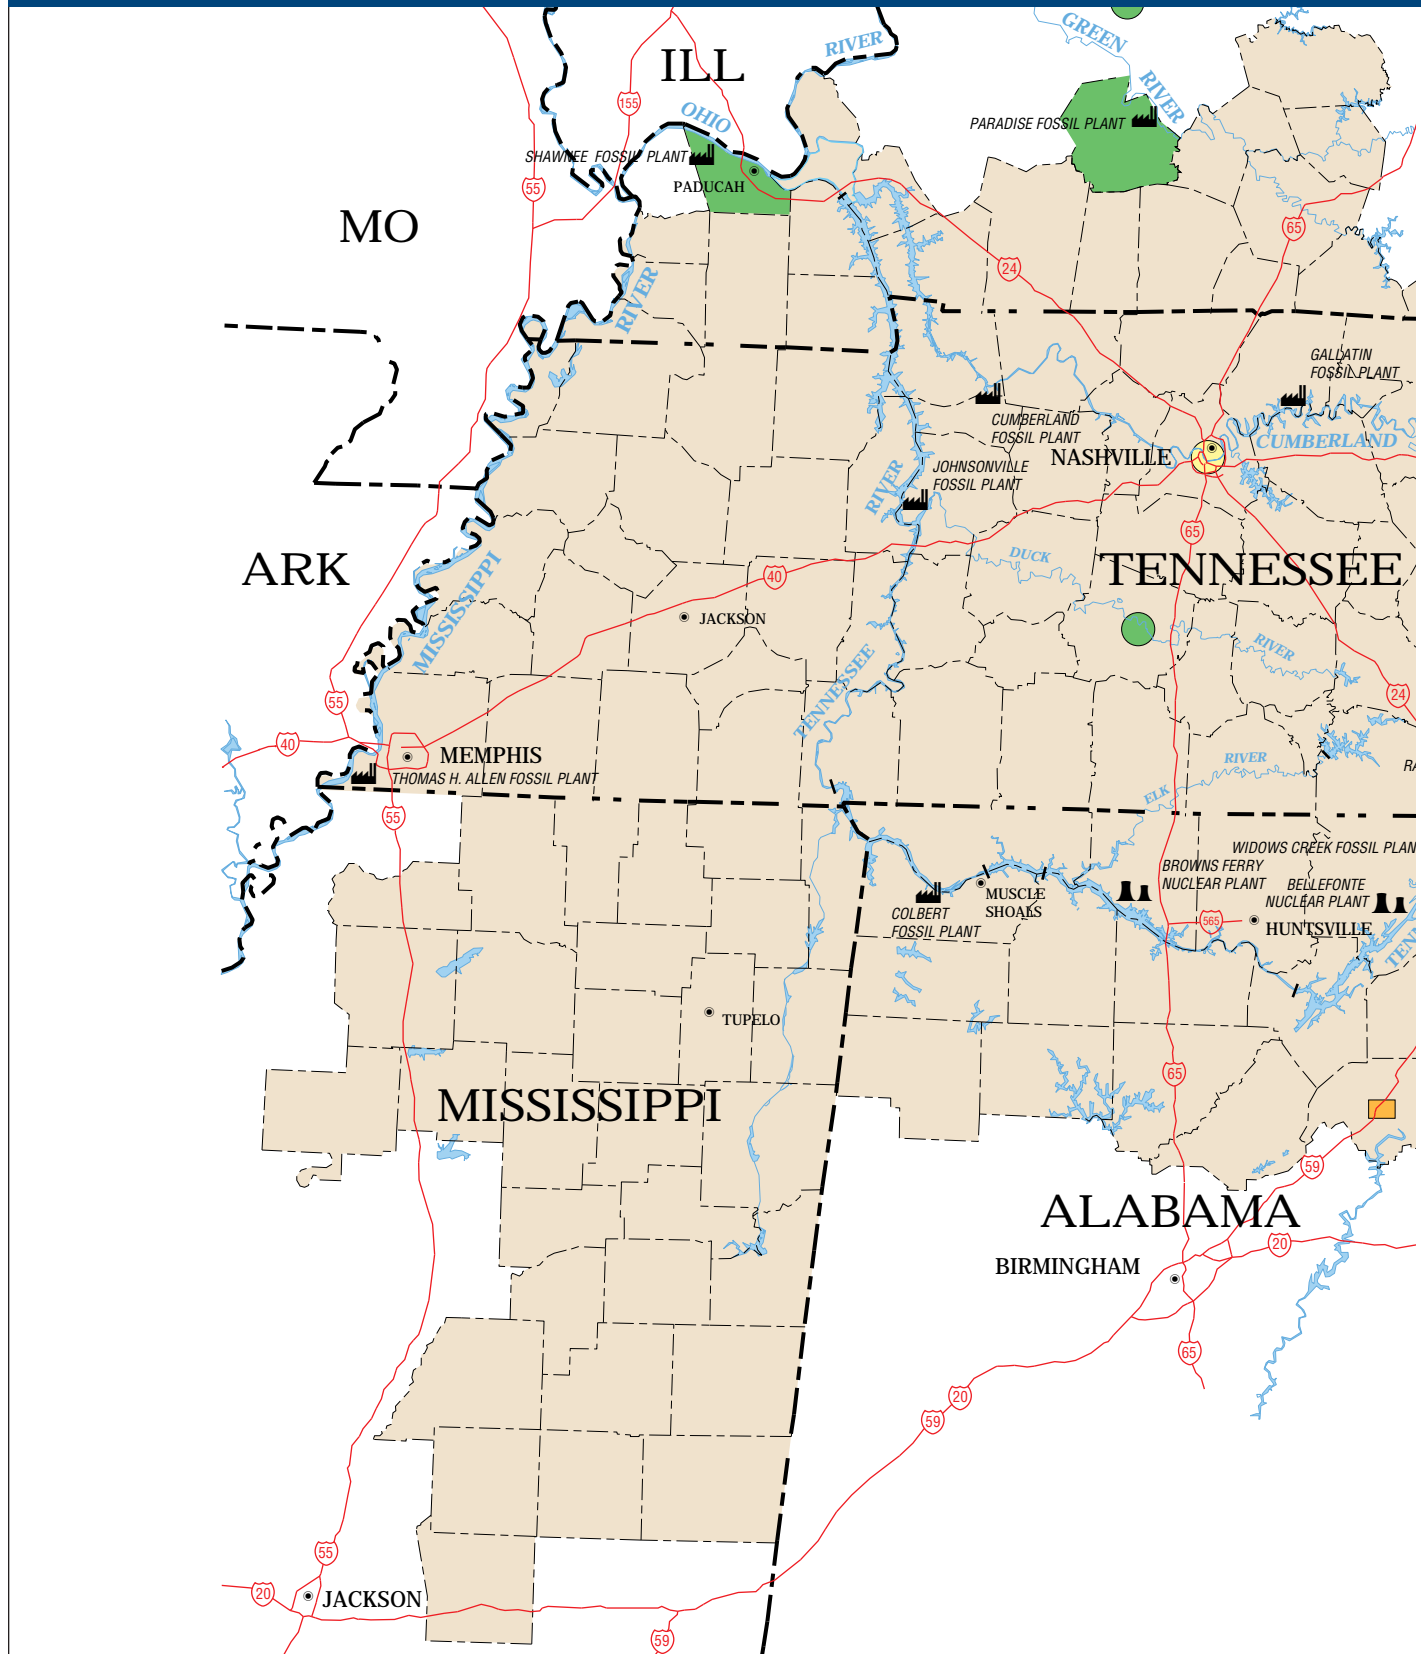 GREEN
RIVER
RIVER
ILL
155
OHIO
PARADISE FOSSIL PLANT
SHAWNEE FOSSIL PLANT
PADUCAH
55
MO
65
24
RIVER
GALLATIN
FOSSIL PLANT
CUMBERLAND
FOSSIL PLANT
CUMBERLAND
NASHVILLE
JOHNSONVILLE
FOSSIL PLANT
RIVER
65
DUCK
TENNESSEE
ARK
MISSISSIPPI
40
JACKSON
RIVER
TENNESSEE
55
24
40
MEMPHIS
THOMAS H. ALLEN FOSSIL PLANT
RIVER
RA
ELK
55
WIDOWS CREEK FOSSIL PLAN
BROWNS FERRY
NUCLEAR PLANT
BELLEFONTE
NUCLEAR PLANT
MUSCLE
SHOALS
COLBERT
FOSSIL PLANT
565
HUNTSVILLE
TENN
TUPELO
65
MISSISSIPPI
59
ALABAMA
20
BIRMINGHAM
65
20
59
55
20
JACKSON
59